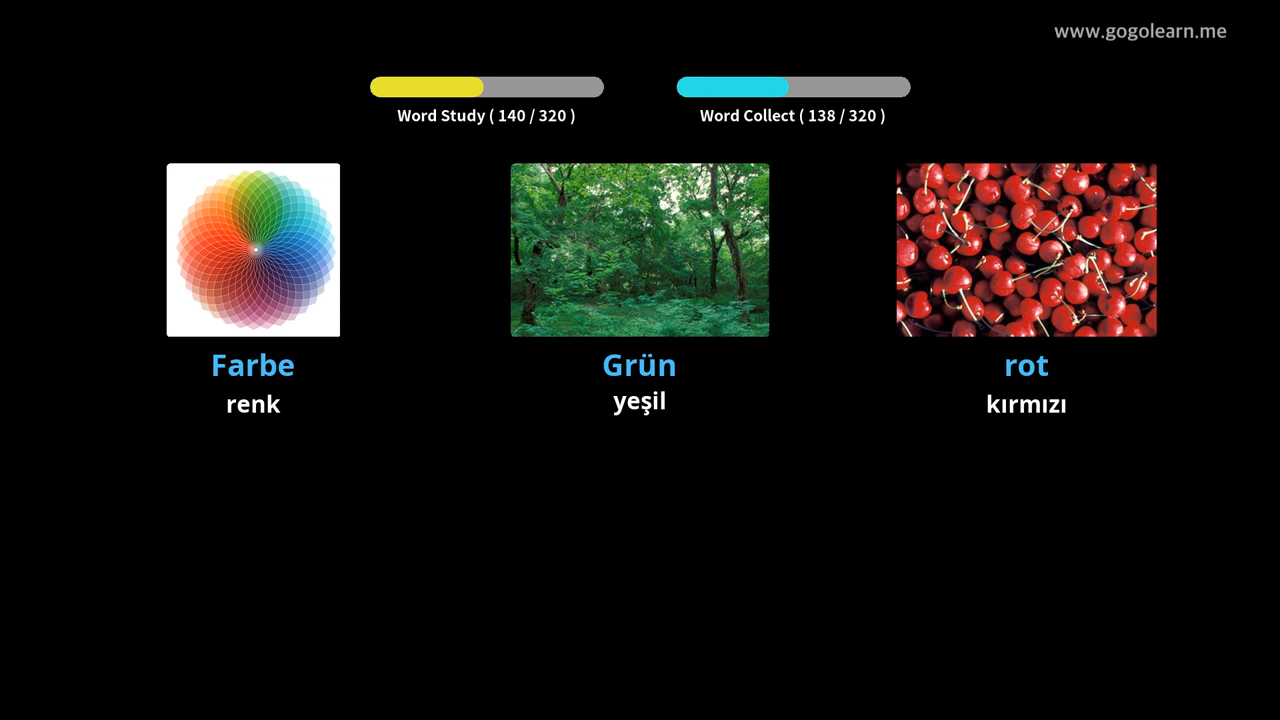 www.gogolearn.me
Word Study ( 140 / 320 )
Word Collect ( 138 / 320 )
Farbe
renk
Grün
yeşil
rot
kırmızı